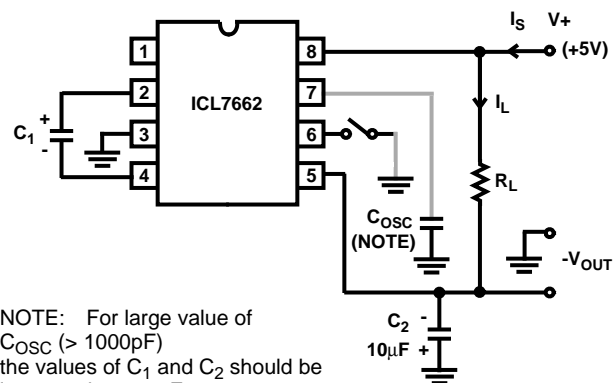 I_S V+
1 8 (+5V)
2 ICL7662 7 I_L
+
C_1
-
3 6
4 5 R_L
C_OSC
(NOTE)
-V_OUT
C_2 -
10µF +
NOTE: For large value of
C_OSC (> 1000pF)
the values of C_1 and C_2 should be